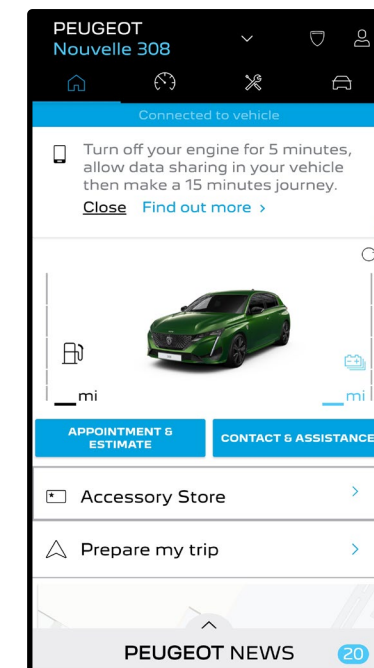 PEUGEOT
Nouvelle 308
Connected to vehicle
Turn off your engine for 5 minutes,
allow data sharing in your vehicle
then make a 15 minutes journey.
Close Find out more >
mi
mi
APPOINTMENT &
ESTIMATE
CONTACT & ASSISTANCE
Accessory Store
Prepare my trip
PEUGEOT NEWS
20